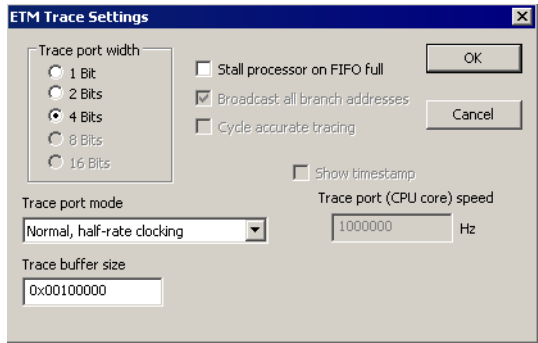 ETM Trace Settings
Trace port width
1 Bit
2 Bits
4 Bits
8 Bits
16 Bits
Stall processor on FIFO full
Broadcast all branch addresses
Cycle accurate tracing
OK
Cancel
Show timestamp
Trace port mode
Normal, half-rate clocking
Trace port (CPU core) speed
1000000 Hz
Trace buffer size
0x00100000